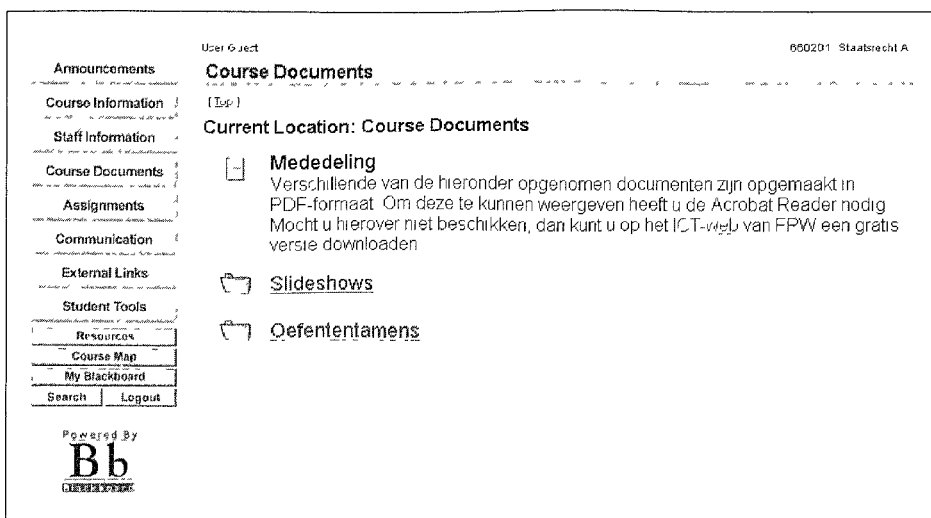 User Guest
660201 Staatsrecht A
Announcements
Course Information
Staff Information
Course Documents
Assignments
Communication
External Links
Student Tools
Resources
Course Map
My Blackboard
Search
Logout
Powered By
Bb
Blackboard
Course Documents
[Top]
Current Location: Course Documents
Mededeling
Verschillende van de hieronder opgenomen documenten zijn opgemaakt in
PDF-formaat Om deze te kunnen weergeven heeft u de Acrobat Reader nodig
Mocht u hierover niet beschikken, dan kunt u op het ICT-web van FPW een gratis
versie downloaden
Slideshows
Oefententamens